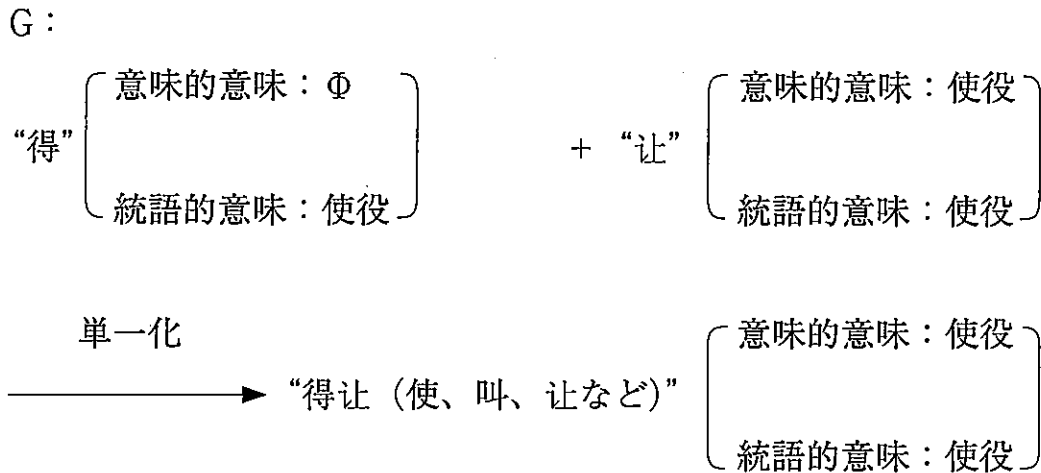 G：
意味的意味：Φ 意味的意味：使役
“得” + “让”
統語的意味：使役 統語的意味：使役
単一化 意味的意味：使役
“得让（使、叫、让など）”
統語的意味：使役